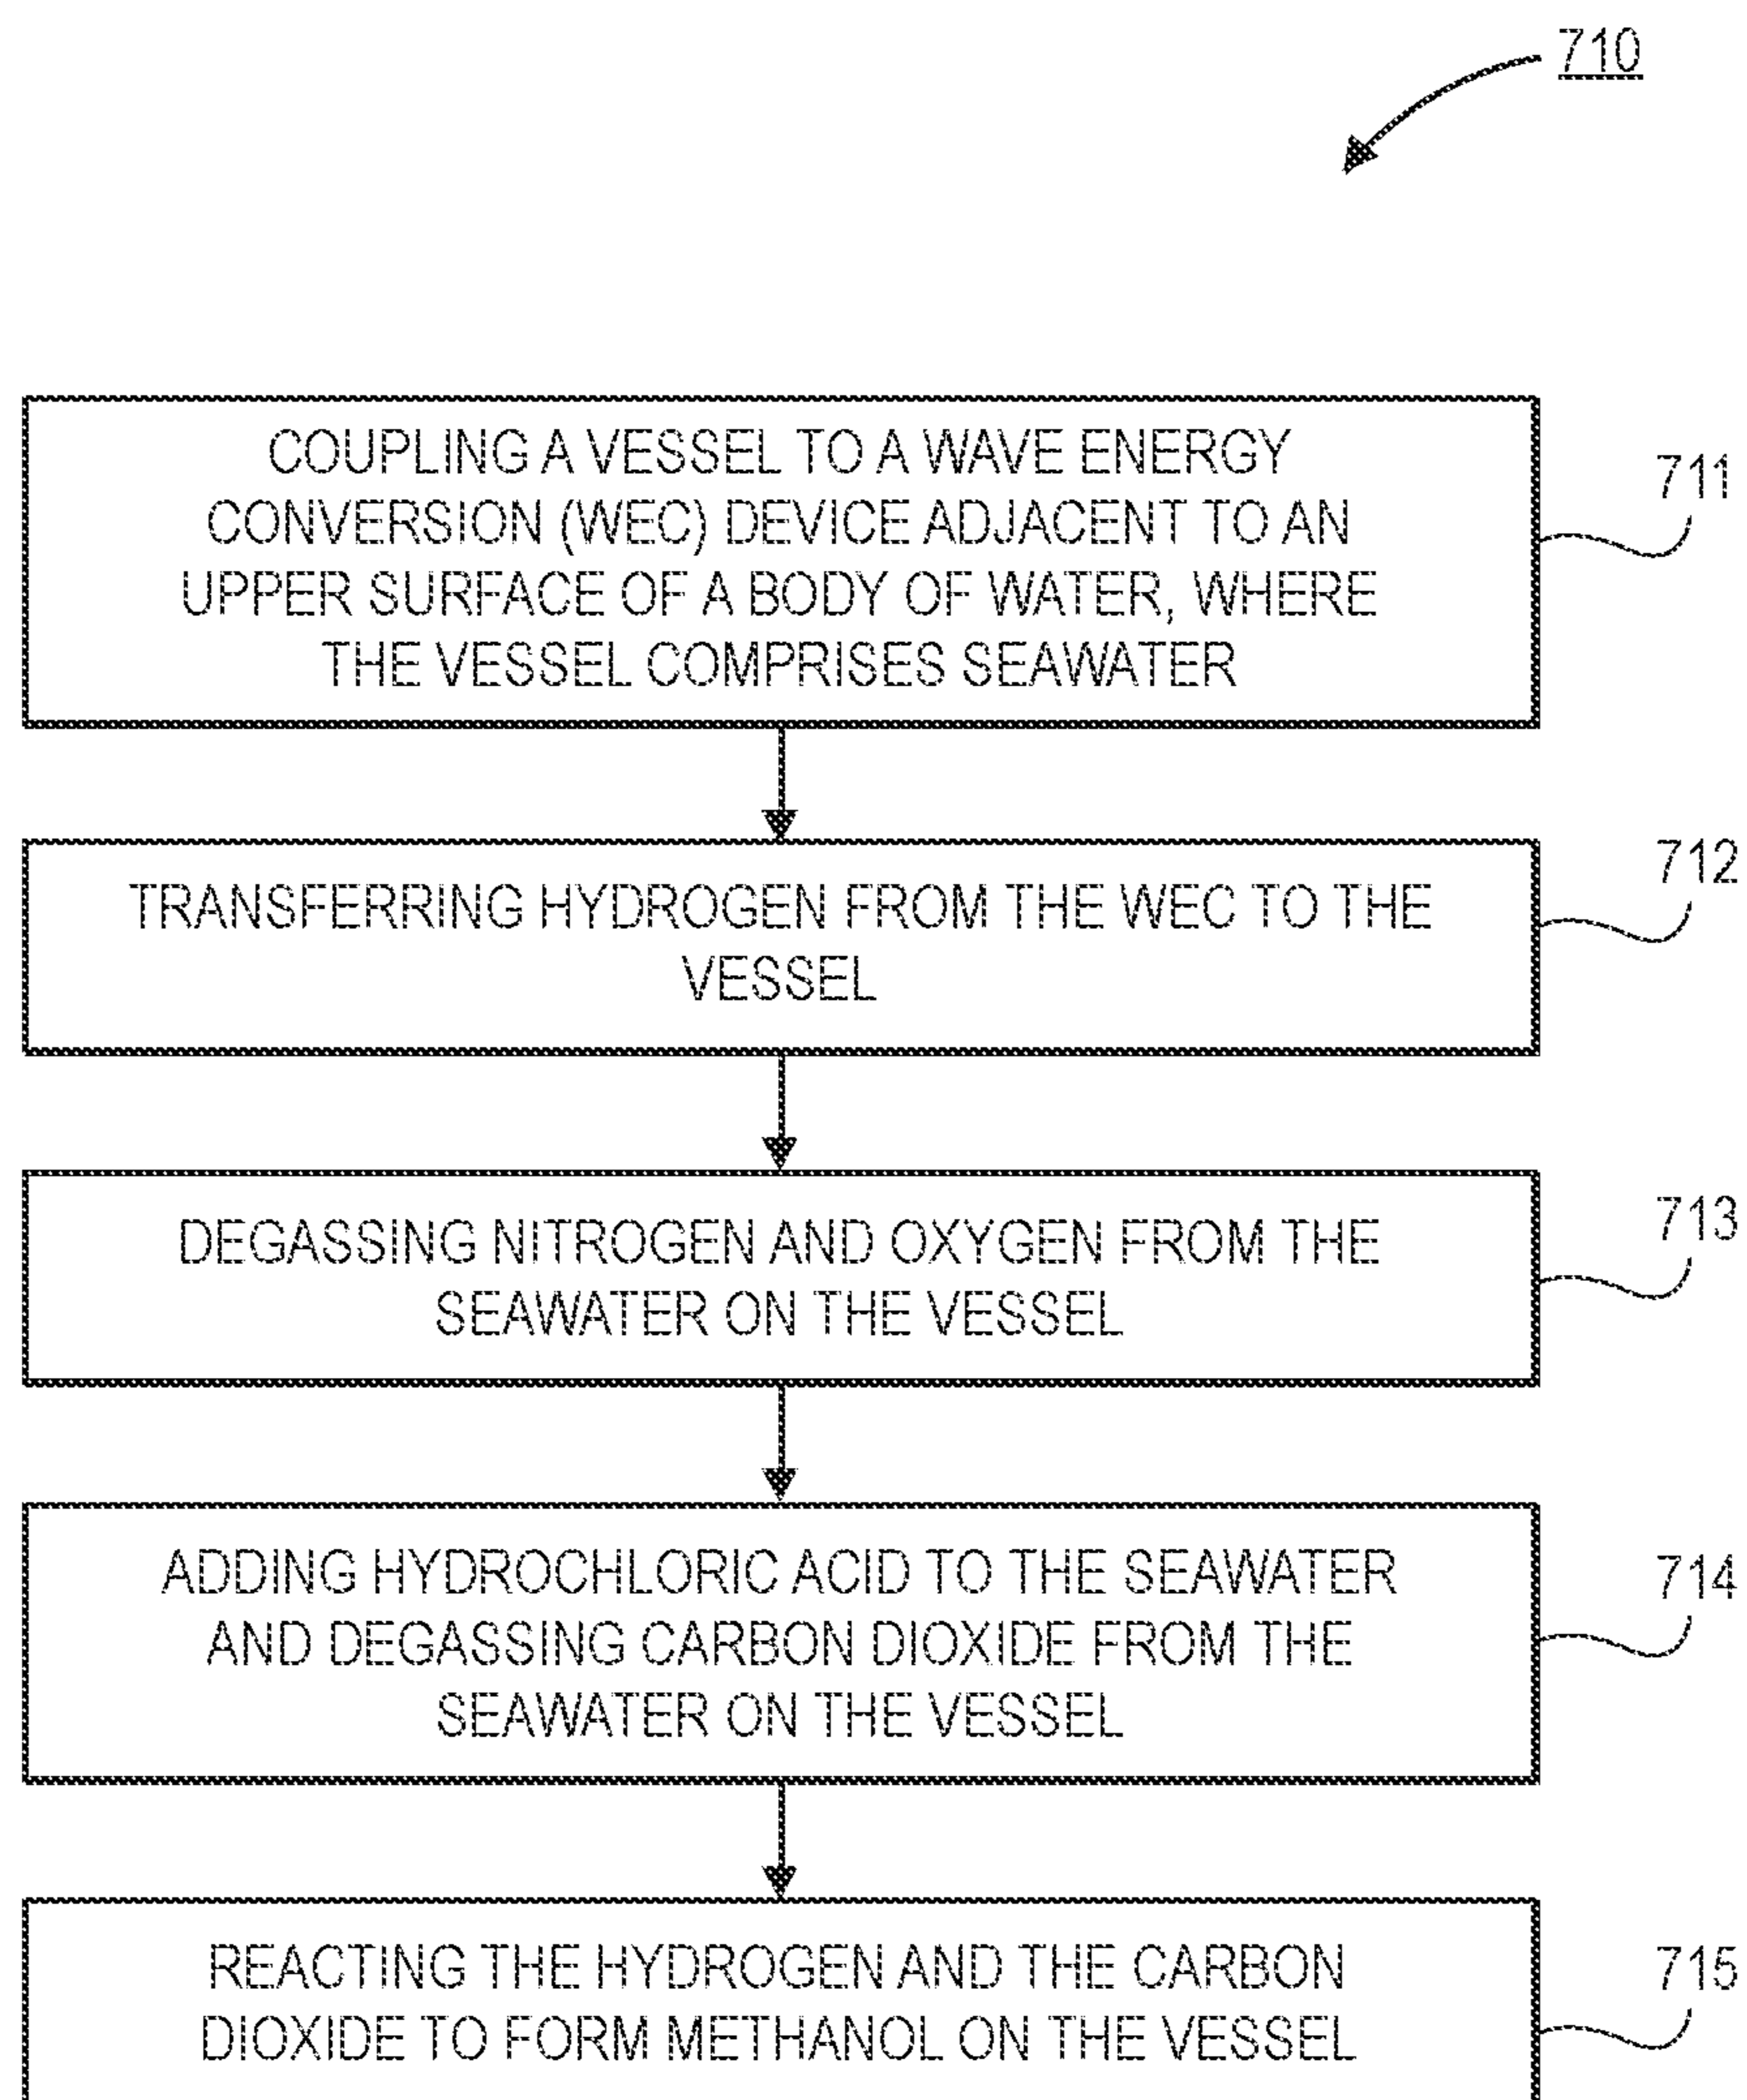 710
COUPLING A VESSEL TO A WAVE ENERGY
CONVERSION (WEC) DEVICE ADJACENT TO AN
UPPER SURFACE OF A BODY OF WATER, WHERE
THE VESSEL COMPRISES SEAWATER
711
TRANSFERRING HYDROGEN FROM THE WEC TO THE
VESSEL
712
DEGASSING NITROGEN AND OXYGEN FROM THE
SEAWATER ON THE VESSEL
713
ADDING HYDROCHLORIC ACID TO THE SEAWATER
AND DEGASSING CARBON DIOXIDE FROM THE
SEAWATER ON THE VESSEL
714
REACTING THE HYDROGEN AND THE CARBON
DIOXIDE TO FORM METHANOL ON THE VESSEL
715